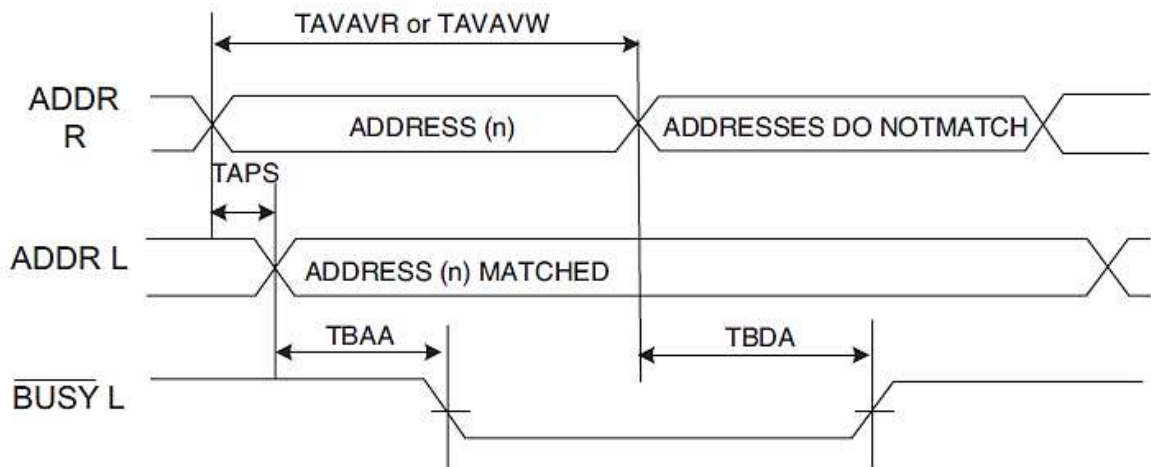 TAVAVR or TAVAVW
ADDR
R
ADDRESS (n)
ADDRESSES DO NOTMATCH
TAPS
ADDR L
ADDRESS (n) MATCHED
TBAA
TBDA
BUSY L